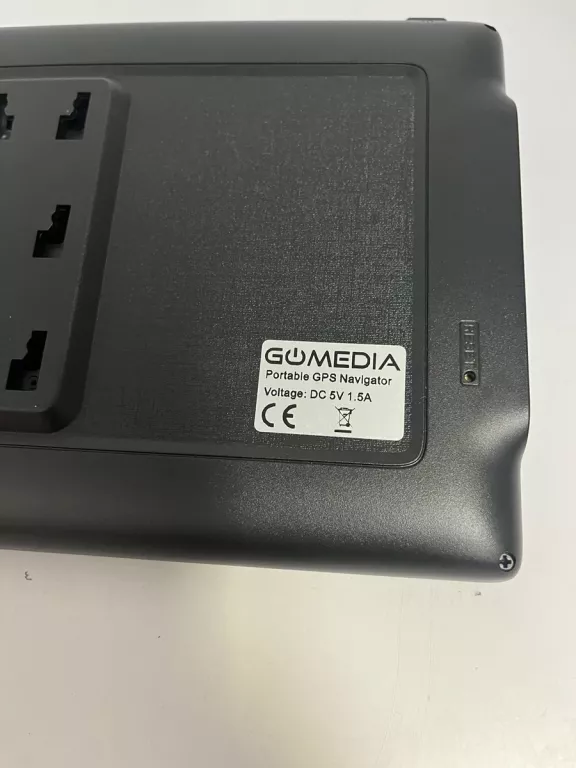 GOMEDIA
Portable GPS Navigator
Voltage: DC 5V 1.5A
CE